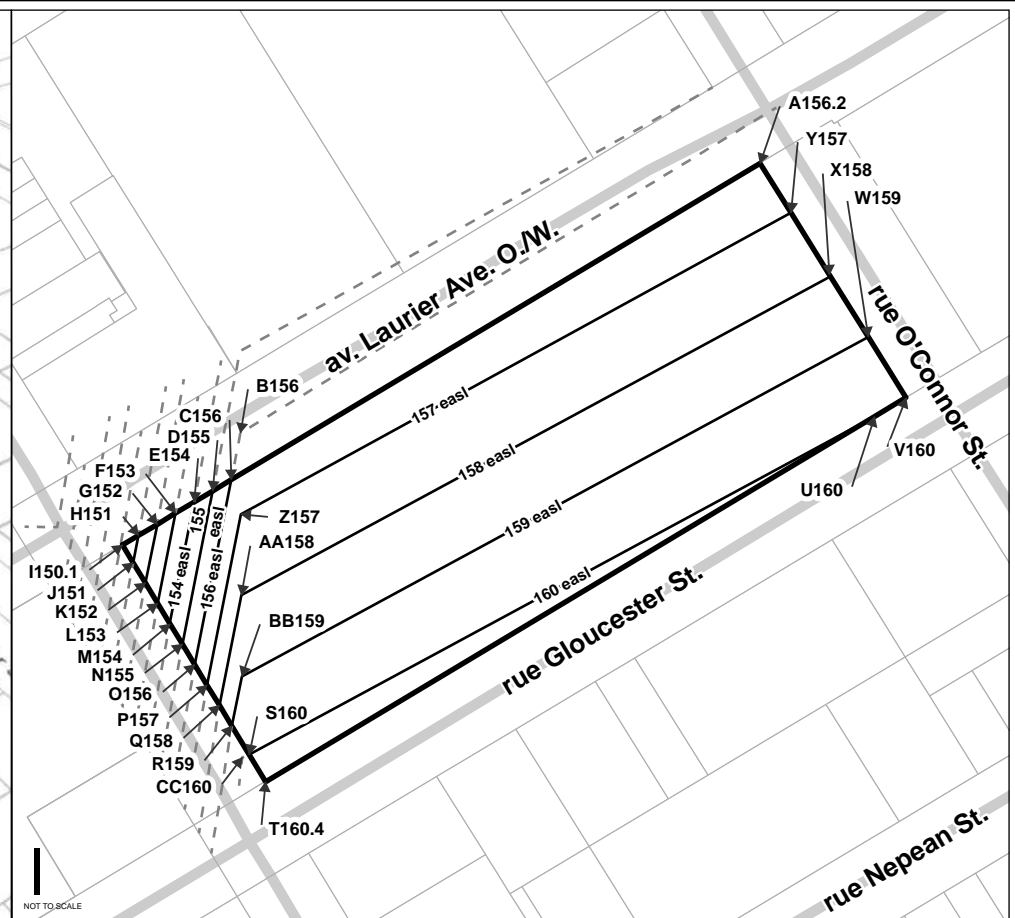 A156.2
Y157
X158
W159
av. Laurier Ave. O./W.
rue O'Connor St.
B156
C156
D155
E154
F153
G152
H151
157 easl
158 easl
159 easl
160 easl
155
154 easl
156 easl
Z157
AA158
BB159
V160
U160
I150.1
J151
K152
L153
M154
N155
O156
P157
Q158
R159
CC160
S160
T160.4
rue Gloucester St.
rue Nepean St.
NOT TO SCALE